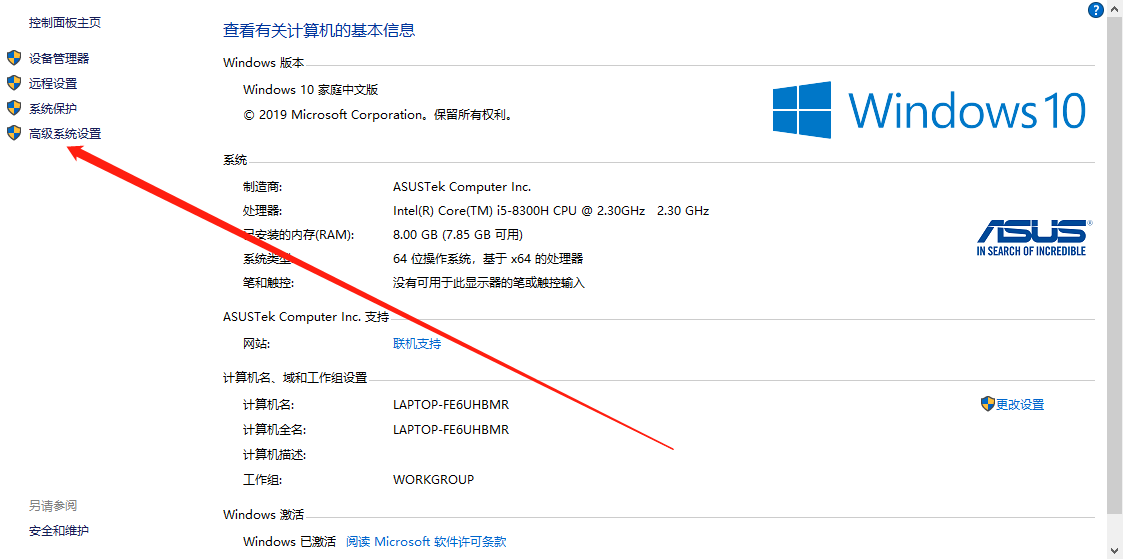 控制面板主页
设备管理器
远程设置
系统保护
高级系统设置
另请参阅
安全和维护
?
查看有关计算机的基本信息
Windows 版本
Windows 10 家庭中文版
© 2019 Microsoft Corporation。保留所有权利。
Windows 10
系统
制造商: ASUSTek Computer Inc.
处理器: Intel(R) Core(TM) i5-8300H CPU @ 2.30GHz 2.30 GHz
已安装的内存(RAM): 8.00 GB (7.85 GB 可用)
系统类型: 64 位操作系统，基于 x64 的处理器
笔和触控: 没有可用于此显示器的笔或触控输入
ASUS®
IN SEARCH OF INCREDIBLE
ASUSTek Computer Inc. 支持
网站: 联机支持
计算机名、域和工作组设置
计算机名: LAPTOP-FE6UHBMR 更改设置
计算机全名: LAPTOP-FE6UHBMR
计算机描述:
工作组: WORKGROUP
Windows 激活
Windows 已激活 阅读 Microsoft 软件许可条款